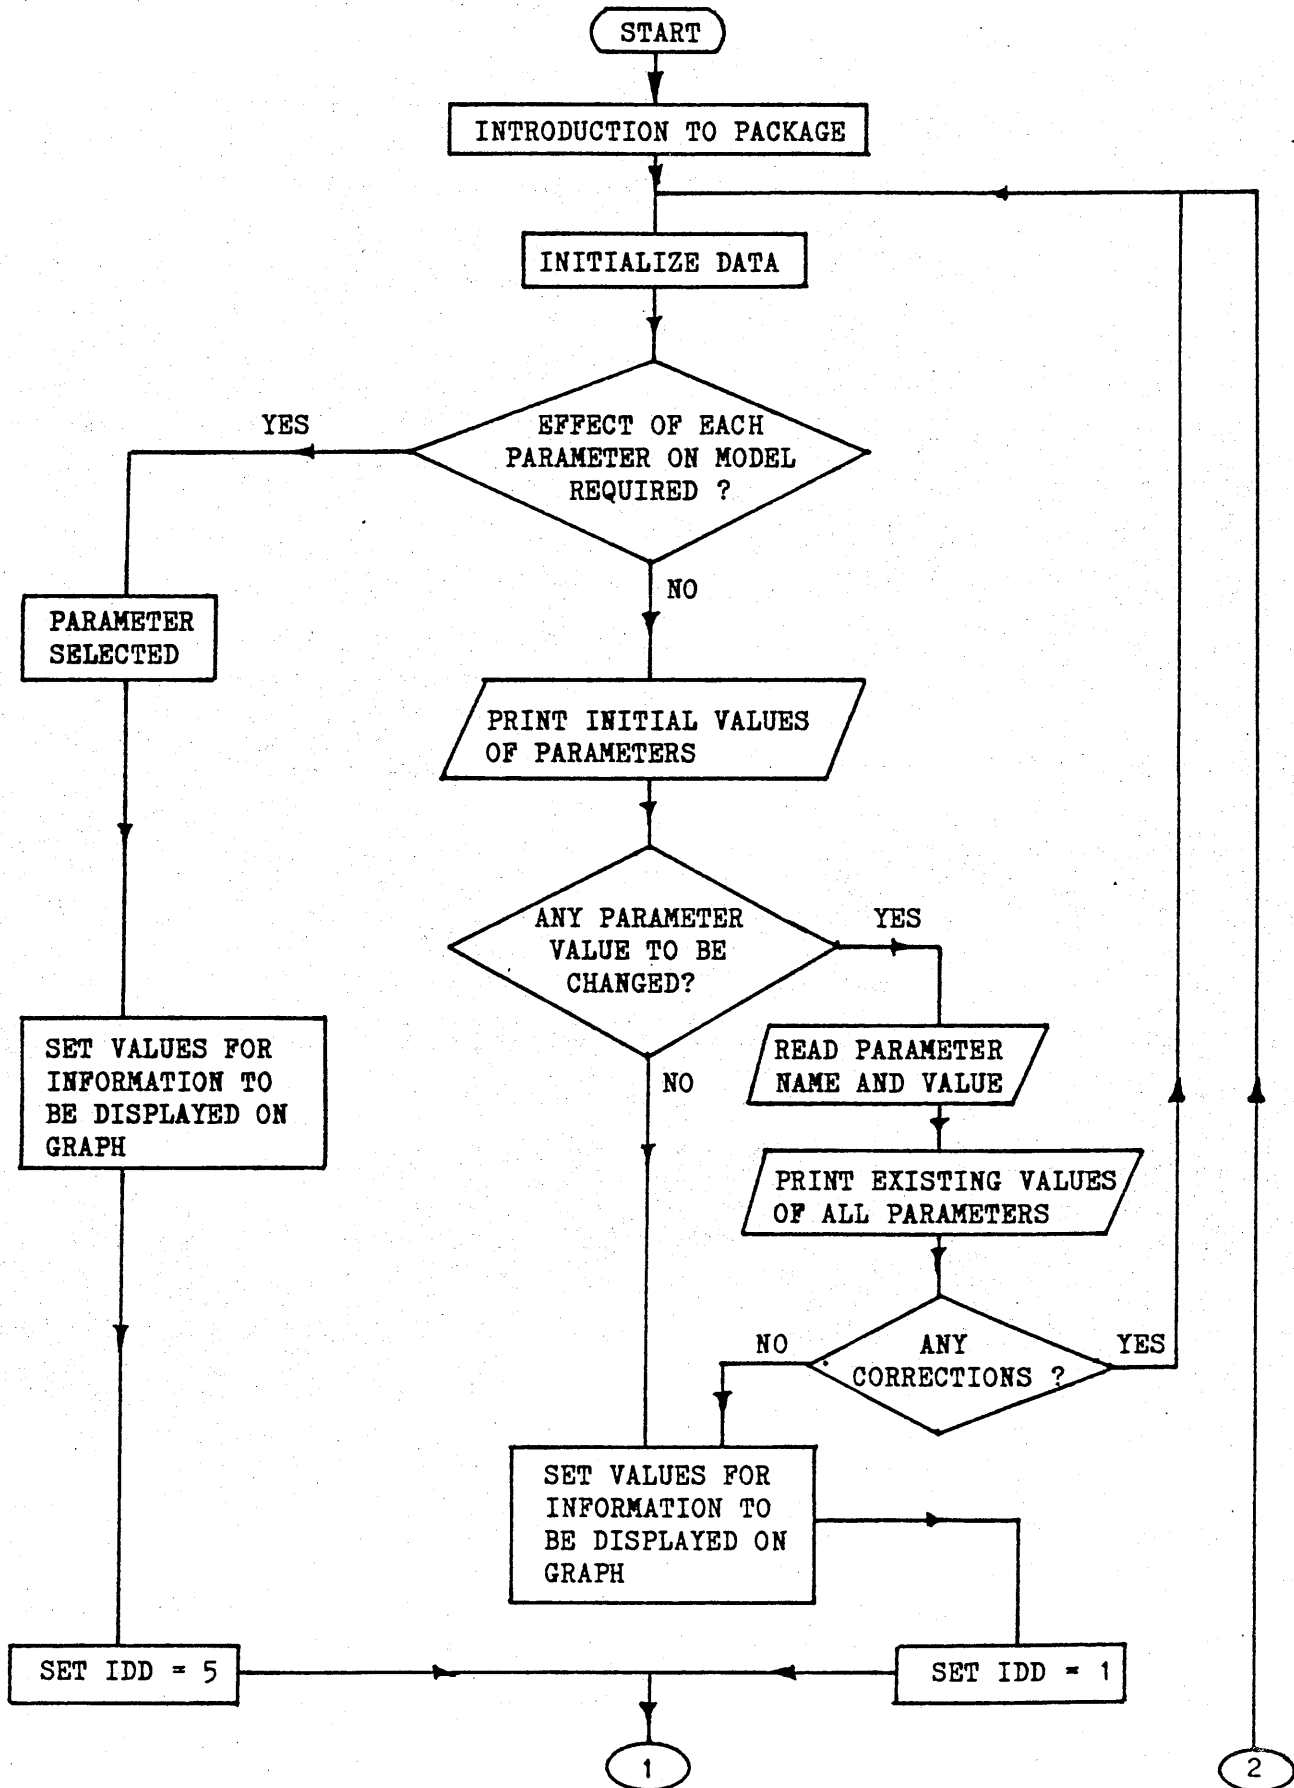 START
INTRODUCTION TO PACKAGE
INITIALIZE DATA
YES
EFFECT OF EACH
PARAMETER ON MODEL
REQUIRED ?
NO
PARAMETER
SELECTED
PRINT INITIAL VALUES
OF PARAMETERS
ANY PARAMETER
VALUE TO BE
CHANGED?
YES
NO
READ PARAMETER
NAME AND VALUE
SET VALUES FOR
INFORMATION TO
BE DISPLAYED ON
GRAPH
PRINT EXISTING VALUES
OF ALL PARAMETERS
NO
ANY
CORRECTIONS ?
YES
SET VALUES FOR
INFORMATION TO
BE DISPLAYED ON
GRAPH
SET IDD = 5
SET IDD = 1
1
2